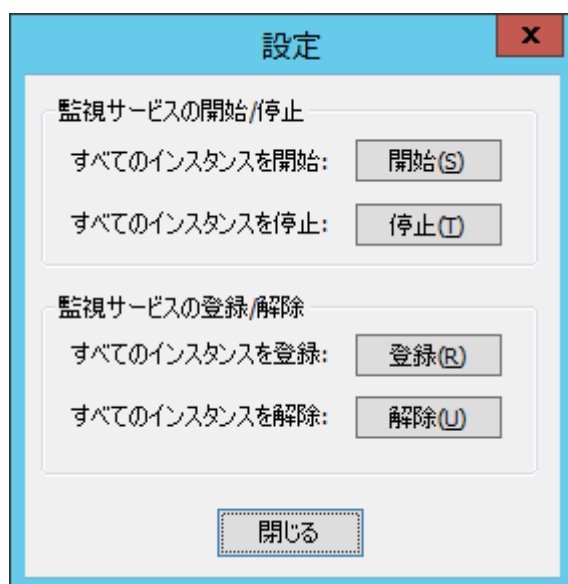 設定
x
監視サービスの開始/停止
すべてのインスタンスを開始: 開始(S)
すべてのインスタンスを停止: 停止(T)
監視サービスの登録/解除
すべてのインスタンスを登録: 登録(R)
すべてのインスタンスを解除: 解除(U)
閉じる